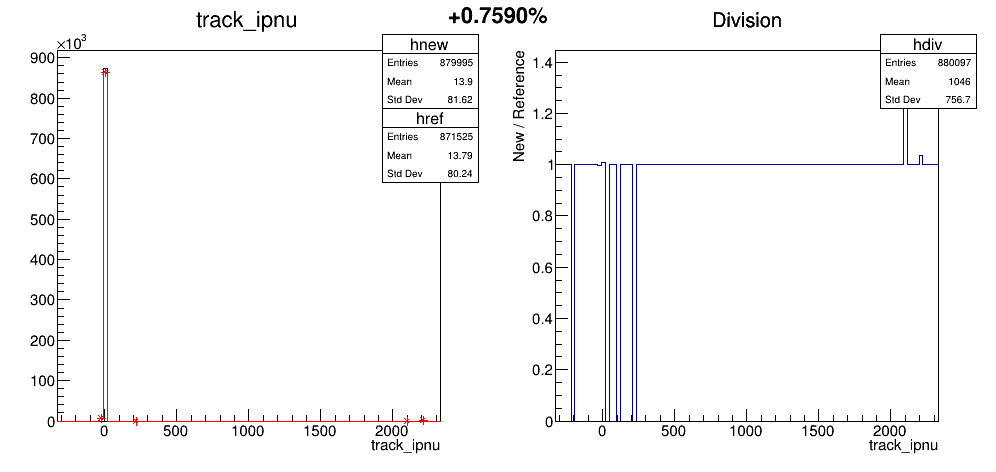 track_ipnu
+0.7590%
Division
×10³
900
800
700
600
500
400
300
200
100
0
0
500
1000
1500
2000
track_ipnu
hnew
Entries 879995
Mean 13.9
Std Dev 81.62
href
Entries 871525
Mean 13.79
Std Dev 80.24
New / Reference
1.4
1.2
1
0.8
0.6
0.4
0.2
0
0
500
1000
1500
2000
track_ipnu
hdiv
Entries 880097
Mean 1046
Std Dev 756.7